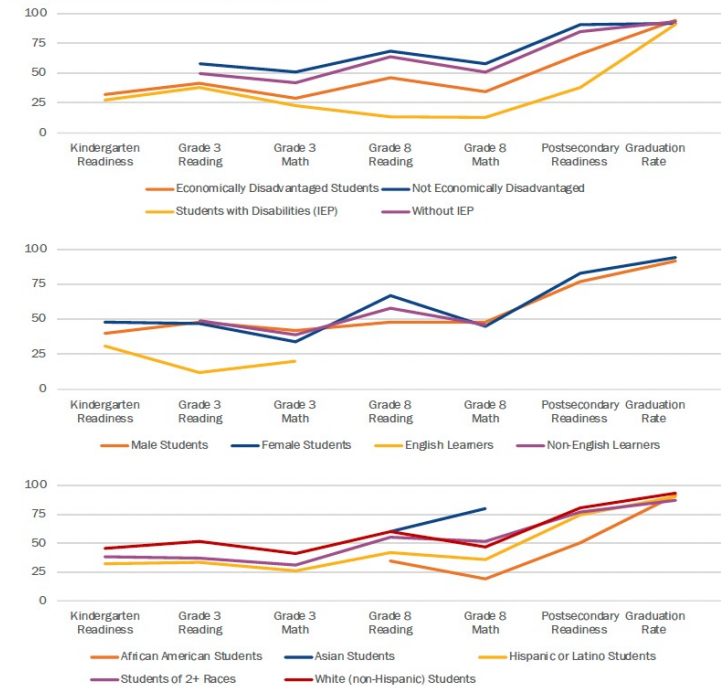 100
75
50
25
0
Kindergarten Readiness
Grade 3 Reading
Grade 3 Math
Grade 8 Reading
Grade 8 Math
Postsecondary Readiness
Graduation Rate
Economically Disadvantaged Students
Not Economically Disadvantaged
Students with Disabilities (IEP)
Without IEP
100
75
50
25
0
Kindergarten Readiness
Grade 3 Reading
Grade 3 Math
Grade 8 Reading
Grade 8 Math
Postsecondary Readiness
Graduation Rate
Male Students
Female Students
English Learners
Non-English Learners
100
75
50
25
0
Kindergarten Readiness
Grade 3 Reading
Grade 3 Math
Grade 8 Reading
Grade 8 Math
Postsecondary Readiness
Graduation Rate
African American Students
Asian Students
Hispanic or Latino Students
Students of 2+ Races
White (non-Hispanic) Students